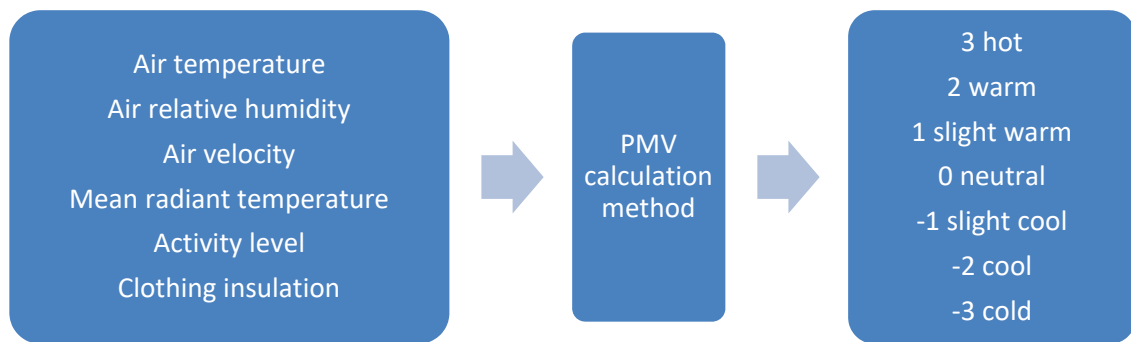 Air temperature
Air relative humidity
Air velocity
Mean radiant temperature
Activity level
Clothing insulation
PMV
calculation
method
3 hot
2 warm
1 slight warm
0 neutral
-1 slight cool
-2 cool
-3 cold